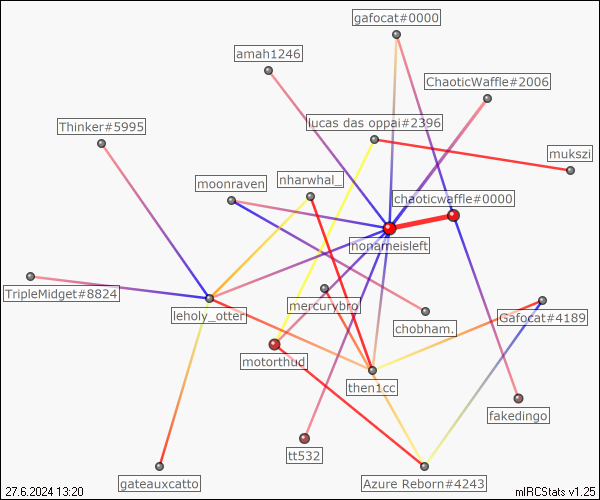 gafocat#0000
amah1246
ChaoticWaffle#2006
lucas das oppai#2396
Thinker#5995
mukszi
nharwhal_
moonraven
chaoticwaffle#0000
nonameisleft
TripleMidget#8824
mercurybro
leholy_otter
Gafocat#4189
chobham.
motorthud
then1cc
fakedingo
tt532
gateauxcatto
Azure Reborn#4243
27.6.2024 13:20
mIRCStats v1.25